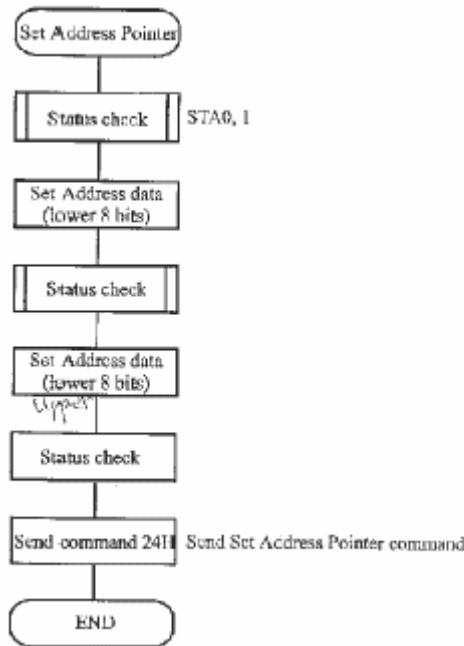 Set Address Pointer
Status check STA0, 1
Set Address data
(lower 8 bits)
Status check
Set Address data
(lower 8 bits)
Upper
Status check
Send command 24H Send Set Address Pointer command
END